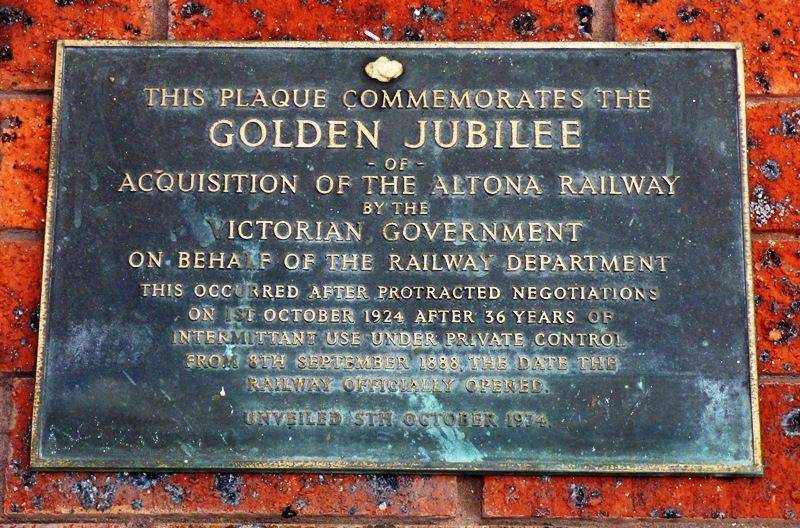 THIS PLAQUE COMMEMORATES THE
GOLDEN JUBILEE
- OF -
ACQUISITION OF THE ALTONA RAILWAY
BY THE
VICTORIAN GOVERNMENT
ON BEHALF OF THE RAILWAY DEPARTMENT
THIS OCCURRED AFTER PROTRACTED NEGOTIATIONS
ON 1ST OCTOBER 1924 AFTER 36 YEARS OF
INTERMITTANT USE UNDER PRIVATE CONTROL
FROM 8TH SEPTEMBER 1888, THE DATE THE
RAILWAY OFFICIALLY OPENED.
UNVEILED 5TH OCTOBER 1974.